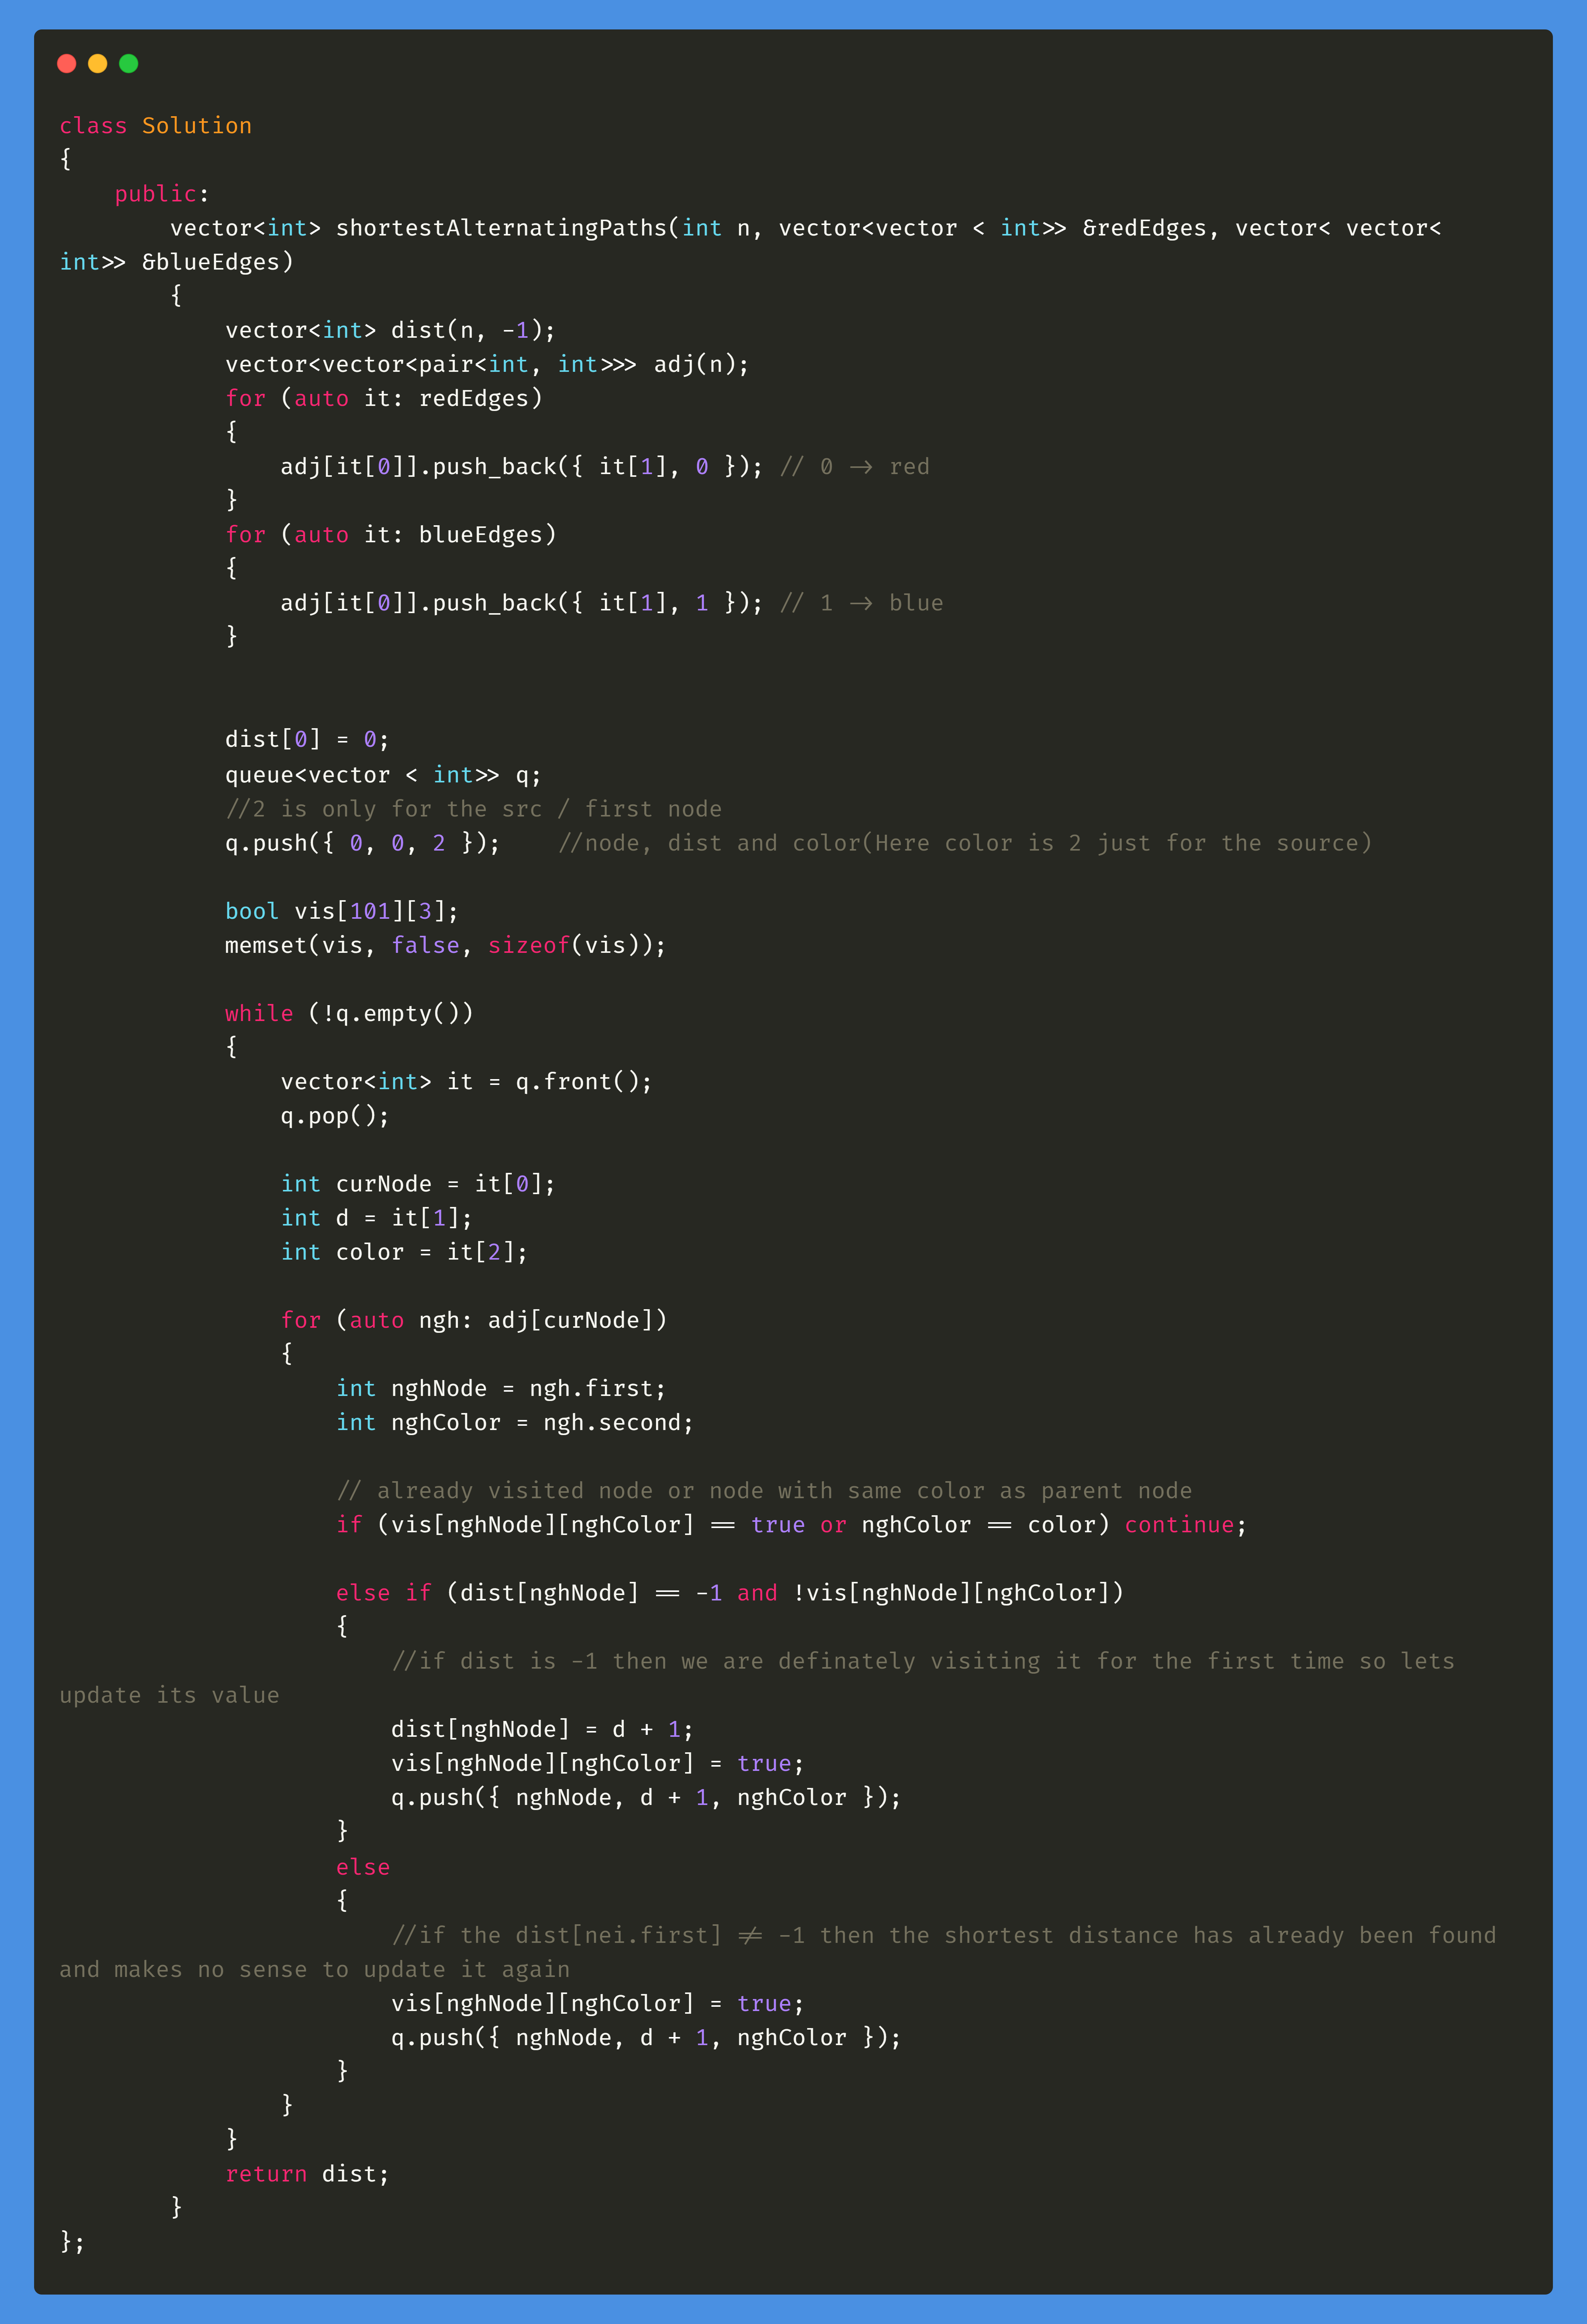 class Solution
{
    public:
        vector<int> shortestAlternatingPaths(int n, vector<vector < int>> &redEdges, vector< vector<
int>> &blueEdges)
        {
            vector<int> dist(n, -1);
            vector<vector<pair<int, int>>> adj(n);
            for (auto it: redEdges)
            {
                adj[it[0]].push_back({ it[1], 0 }); // 0 -> red
            }
            for (auto it: blueEdges)
            {
                adj[it[0]].push_back({ it[1], 1 }); // 1 -> blue
            }

            dist[0] = 0;
            queue<vector < int>> q;
            //2 is only for the src / first node
            q.push({ 0, 0, 2 });    //node, dist and color(Here color is 2 just for the source)

            bool vis[101][3];
            memset(vis, false, sizeof(vis));

            while (!q.empty())
            {
                vector<int> it = q.front();
                q.pop();

                int curNode = it[0];
                int d = it[1];
                int color = it[2];

                for (auto ngh: adj[curNode])
                {
                    int nghNode = ngh.first;
                    int nghColor = ngh.second;

                    // already visited node or node with same color as parent node
                    if (vis[nghNode][nghColor] == true or nghColor == color) continue;

                    else if (dist[nghNode] == -1 and !vis[nghNode][nghColor])
                    {
                        //if dist is -1 then we are definately visiting it for the first time so lets
update its value
                        dist[nghNode] = d + 1;
                        vis[nghNode][nghColor] = true;
                        q.push({ nghNode, d + 1, nghColor });
                    }
                    else
                    {
                        //if the dist[nei.first] != -1 then the shortest distance has already been found
and makes no sense to update it again
                        vis[nghNode][nghColor] = true;
                        q.push({ nghNode, d + 1, nghColor });
                    }
                }
            }
            return dist;
        }
};